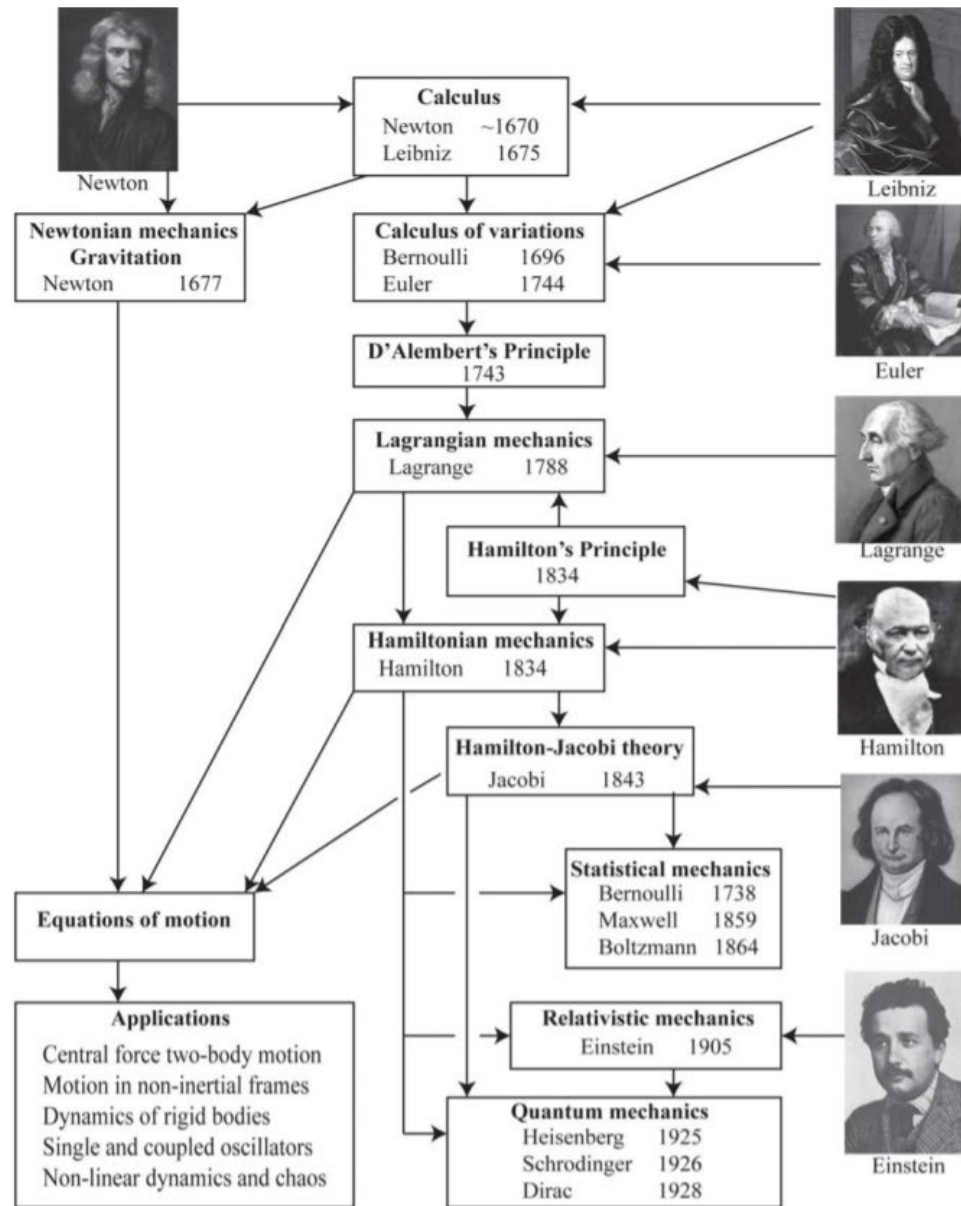 Newton
Calculus
Newton ~1670
Leibniz 1675
Leibniz
Newtonian mechanics
Gravitation
Newton 1677
Calculus of variations
Bernoulli 1696
Euler 1744
Euler
D'Alembert's Principle
1743
Lagrangian mechanics
Lagrange 1788
Lagrange
Hamilton's Principle
1834
Hamiltonian mechanics
Hamilton 1834
Hamilton
Hamilton-Jacobi theory
Jacobi 1843
Jacobi
Statistical mechanics
Bernoulli 1738
Maxwell 1859
Boltzmann 1864
Equations of motion
Applications
Central force two-body motion
Motion in non-inertial frames
Dynamics of rigid bodies
Single and coupled oscillators
Non-linear dynamics and chaos
Relativistic mechanics
Einstein 1905
Einstein
Quantum mechanics
Heisenberg 1925
Schrodinger 1926
Dirac 1928